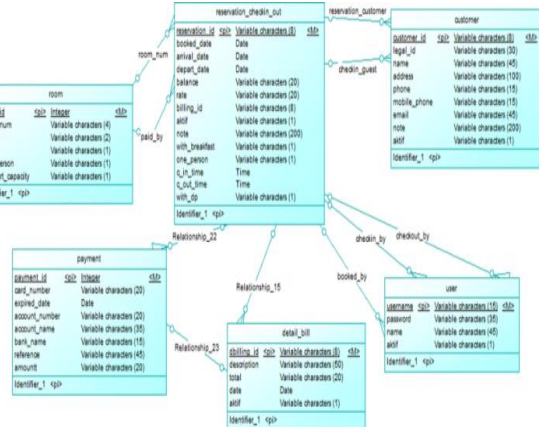 reservation_checkin_out
reservation_id <pi> Variable characters (8) <M>
booked_date Date
arrival_date Date
depart_date Date
balance Variable characters (20)
rate Variable characters (20)
billing_id Variable characters (8)
aktif Variable characters (1)
note Variable characters (200)
with_breakfast Variable characters (1)
one_person Variable characters (1)
c_in_time Time
c_out_time Time
with_dp Variable characters (1)
Identifier_1 <pi>
reservation_customer
customer
customer_id <pi> Variable characters (8) <M>
legal_id Variable characters (30)
name Variable characters (45)
address Variable characters (100)
phone Variable characters (15)
mobile_phone Variable characters (15)
email Variable characters (45)
note Variable characters (200)
aktif Variable characters (1)
Identifier_1 <pi>
checkin_guest
room_num
paid_by
room
id <pi> Integer <M>
num Variable characters (4)
Variable characters (2)
Variable characters (1)
erson Variable characters (1)
rt_capacity Variable characters (1)
ier_1 <pi>
Relationship_22
payment
payment_id <pi> Integer <M>
card_number Variable characters (20)
expired_date Date
account_number Variable characters (20)
account_name Variable characters (35)
bank_name Variable characters (15)
reference Variable characters (45)
amountt Variable characters (20)
Identifier_1 <pi>
Relationship_15
Relationship_23
detail_bill
dbilling_id <pi> Variable characters (8) <M>
description Variable characters (50)
total Variable characters (20)
date Date
aktif Variable characters (1)
Identifier_1 <pi>
checkin_by
checkout_by
booked_by
user
username <pi> Variable characters (15) <M>
password Variable characters (35)
name Variable characters (45)
aktif Variable characters (1)
Identifier_1 <pi>